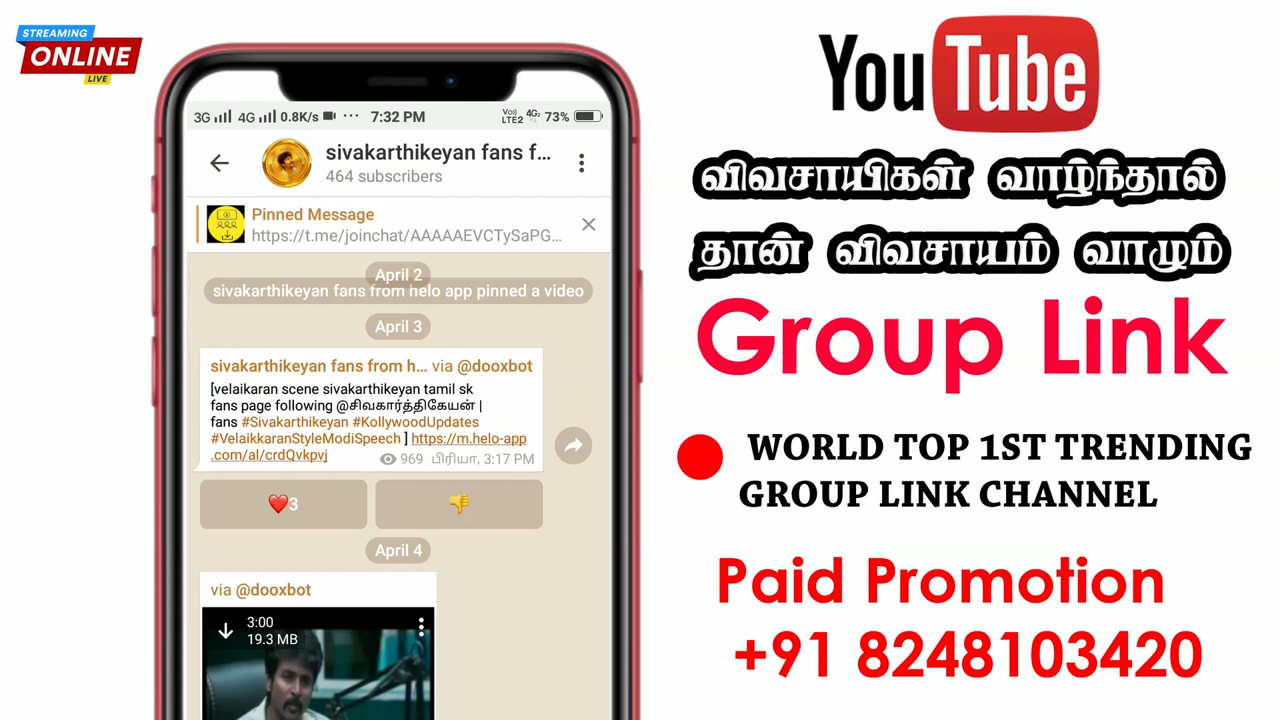 STREAMING
ONLINE
LIVE
3G 4G 0.8K/s ... 7:32 PM VoLTE2 4G2 73%
sivakarthikeyan fans f...
464 subscribers
Pinned Message
https://t.me/joinchat/AAAAAEVCTySaPG...
April 2
sivakarthikeyan fans from helo app pinned a video
April 3
sivakarthikeyan fans from h... via @dooxbot
[velaikaran scene sivakarthikeyan tamil sk
fans page following @சிவகார்த்திகேயன் |
fans #Sivakarthikeyan #KollywoodUpdates
#VelaikkaranStyleModiSpeech ] https://m.helo-app
.com/al/crdQvkpvj 969 பிரியா, 3:17 PM
❤️3 👎
April 4
via @dooxbot
3:00
19.3 MB
YouTube
விவசாயிகள் வாழ்ந்தால்
தான் விவசாயம் வாழும்
Group Link
WORLD TOP 1ST TRENDING
GROUP LINK CHANNEL
Paid Promotion
+91 8248103420